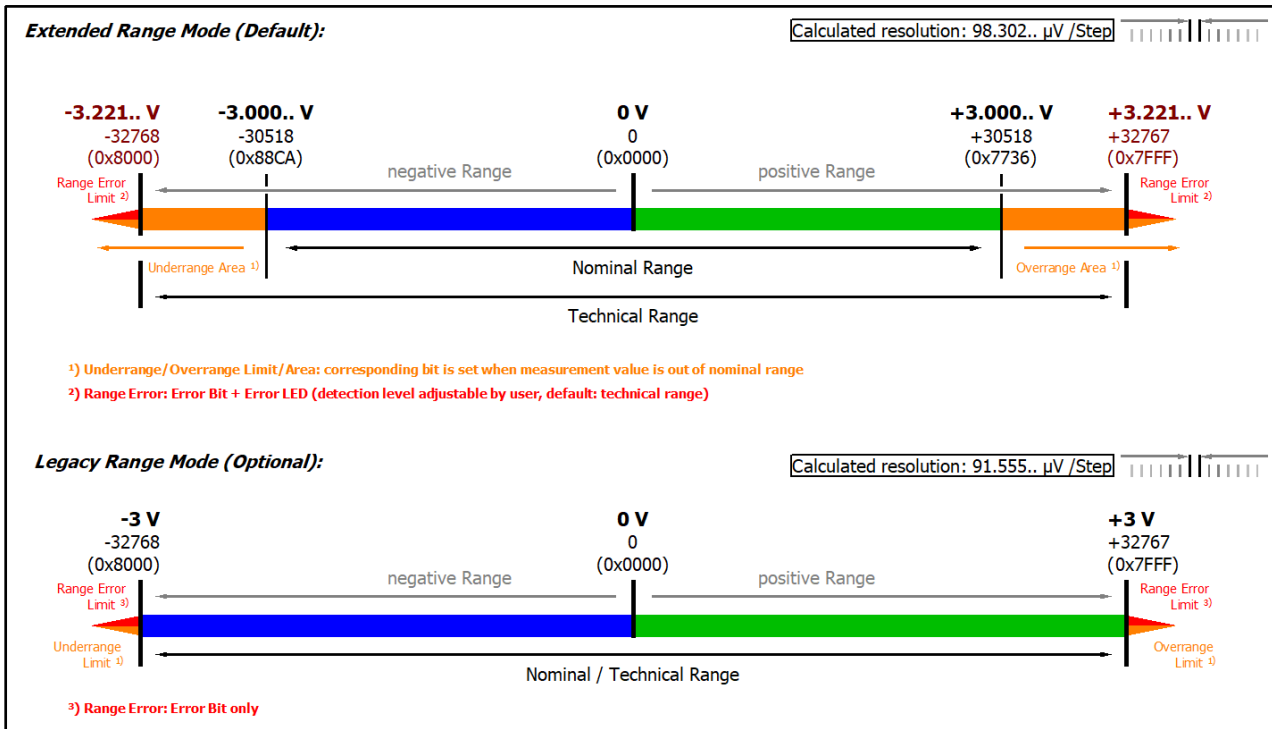 Extended Range Mode (Default):
Calculated resolution: 98.302.. µV /Step
-3.221.. V
-3.000.. V
0 V
+3.000.. V
+3.221.. V
-32768
-30518
0
+30518
+32767
(0x8000)
(0x88CA)
(0x0000)
(0x7736)
(0x7FFF)
negative Range
positive Range
Range Error
Limit ²⁾
Range Error
Limit ²⁾
Underrange Area ¹⁾
Nominal Range
Overrange Area ¹⁾
Technical Range
¹⁾ Underrange/Overrange Limit/Area: corresponding bit is set when measurement value is out of nominal range
²⁾ Range Error: Error Bit + Error LED (detection level adjustable by user, default: technical range)
Legacy Range Mode (Optional):
Calculated resolution: 91.555.. µV /Step
-3 V
0 V
+3 V
-32768
0
+32767
(0x8000)
(0x0000)
(0x7FFF)
negative Range
positive Range
Range Error
Limit ³⁾
Range Error
Limit ³⁾
Underrange
Limit ¹⁾
Overrange
Limit ¹⁾
Nominal / Technical Range
³⁾ Range Error: Error Bit only